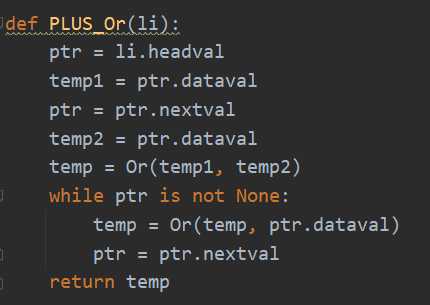 def PLUS_Or(li):
    ptr = li.headval
    temp1 = ptr.dataval
    ptr = ptr.nextval
    temp2 = ptr.dataval
    temp = Or(temp1, temp2)
    while ptr is not None:
        temp = Or(temp, ptr.dataval)
        ptr = ptr.nextval
    return temp